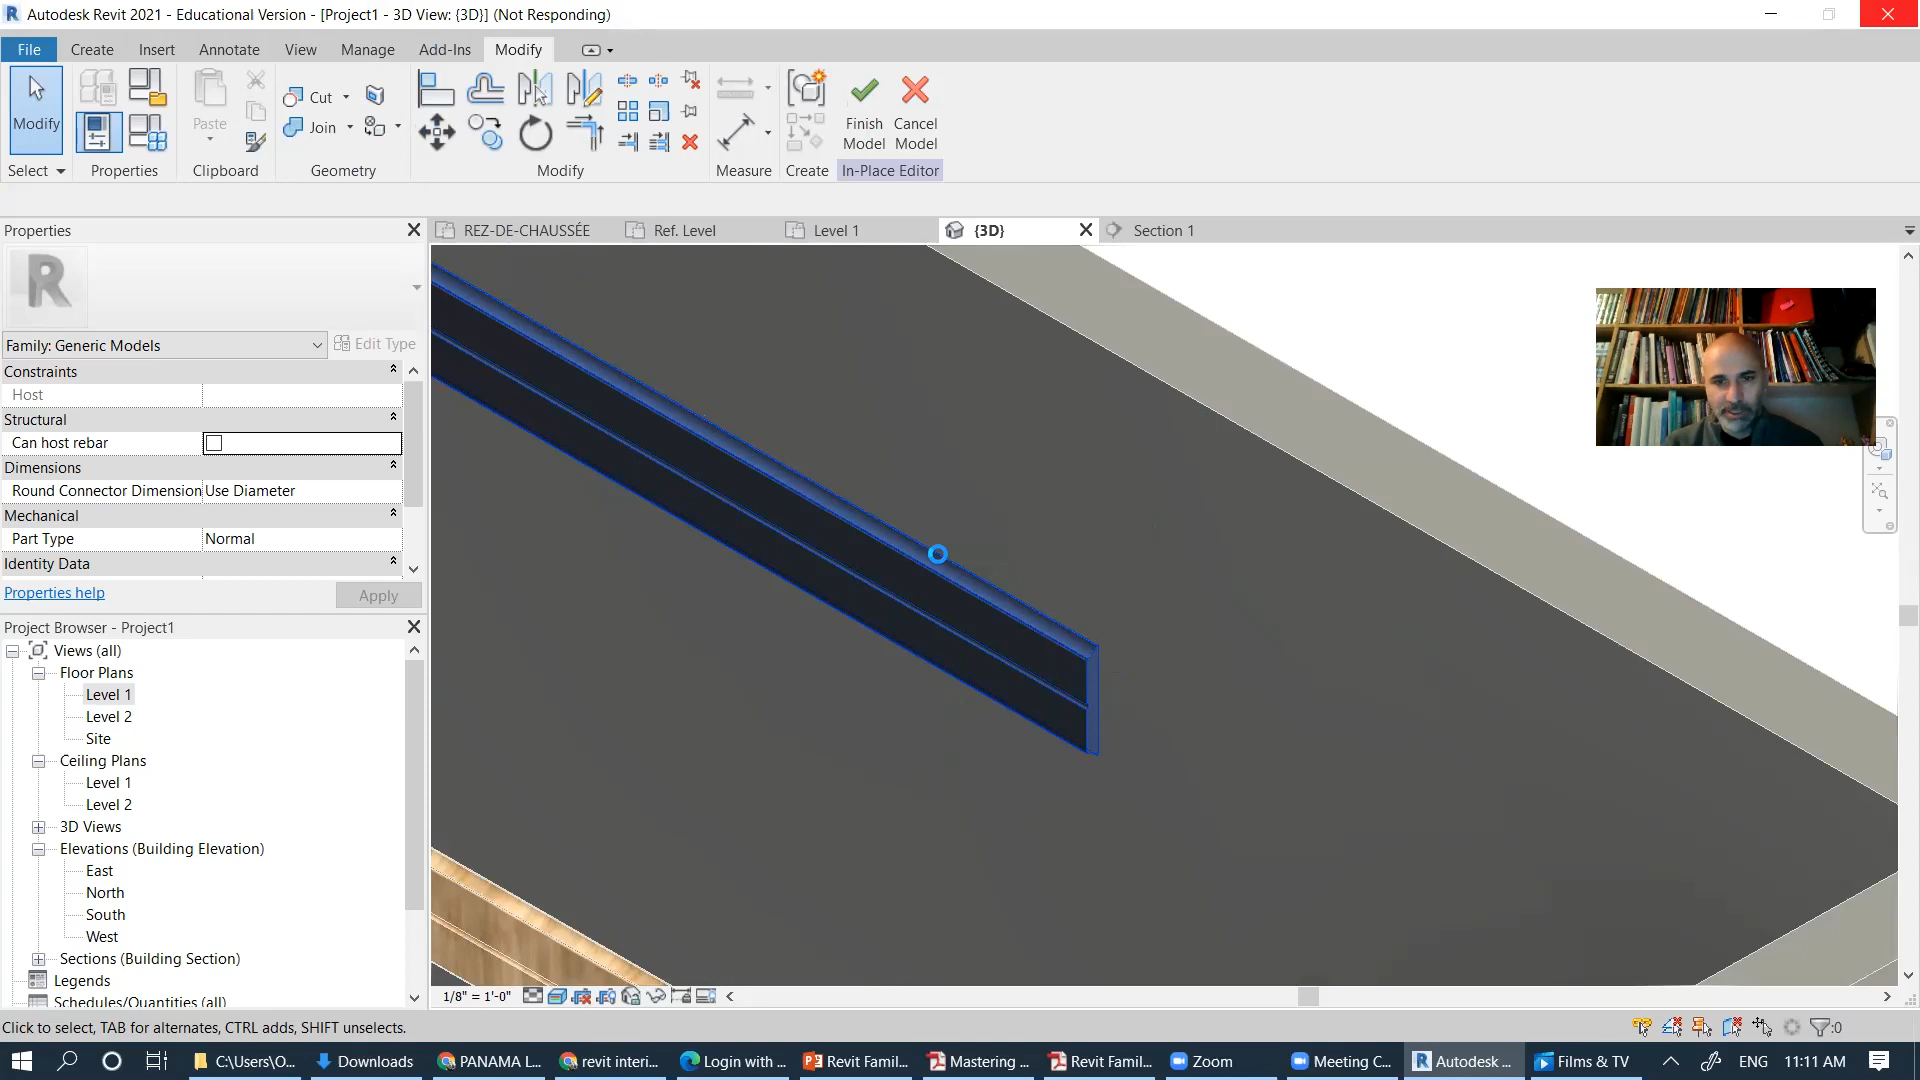 Autodesk Revit 2021 - Educational Version - [Project1 - 3D View: {3D}] (Not Responding)
File Create Insert Annotate View Manage Add-Ins Modify
Modify
Paste
Cut
Join
Finish Model
Cancel Model
Select Properties Clipboard Geometry Modify Measure Create In-Place Editor
Properties
REZ-DE-CHAUSSÉE Ref. Level Level 1 {3D} Section 1
R
Family: Generic Models Edit Type
Constraints
Host
Structural
Can host rebar
Dimensions
Round Connector Dimension Use Diameter
Mechanical
Part Type Normal
Identity Data
Properties help Apply
Project Browser - Project1
Views (all)
Floor Plans
Level 1
Level 2
Site
Ceiling Plans
Level 1
Level 2
3D Views
Elevations (Building Elevation)
East
North
South
West
Sections (Building Section)
Legends
Schedules/Quantities (all)
1/8" = 1'-0"
Click to select, TAB for alternates, CTRL adds, SHIFT unselects.
:0
C:\Users\O... Downloads PANAMA L... revit interi... Login with ... Revit Famil... Mastering ... Revit Famil... Zoom Meeting C... Autodesk ... Films & TV ENG 11:11 AM